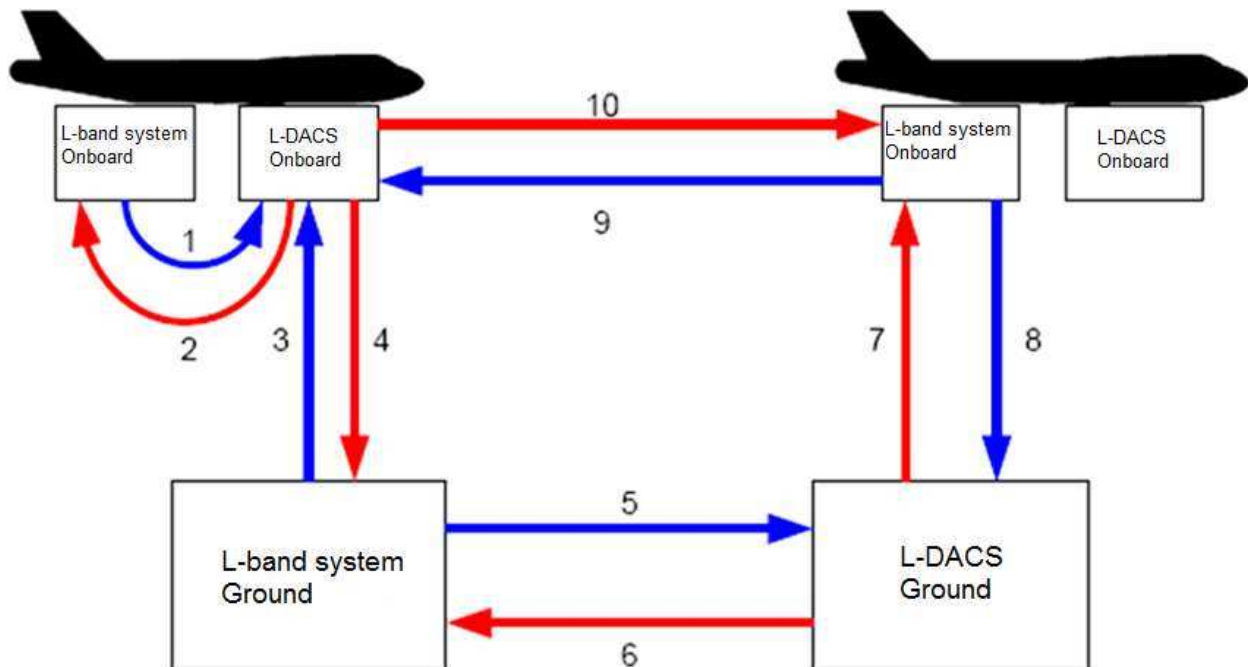 L-band system
Onboard
L-DACS
Onboard
10
L-band system
Onboard
L-DACS
Onboard
1
9
2
3
4
7
8
5
L-band system
Ground
L-DACS
Ground
6